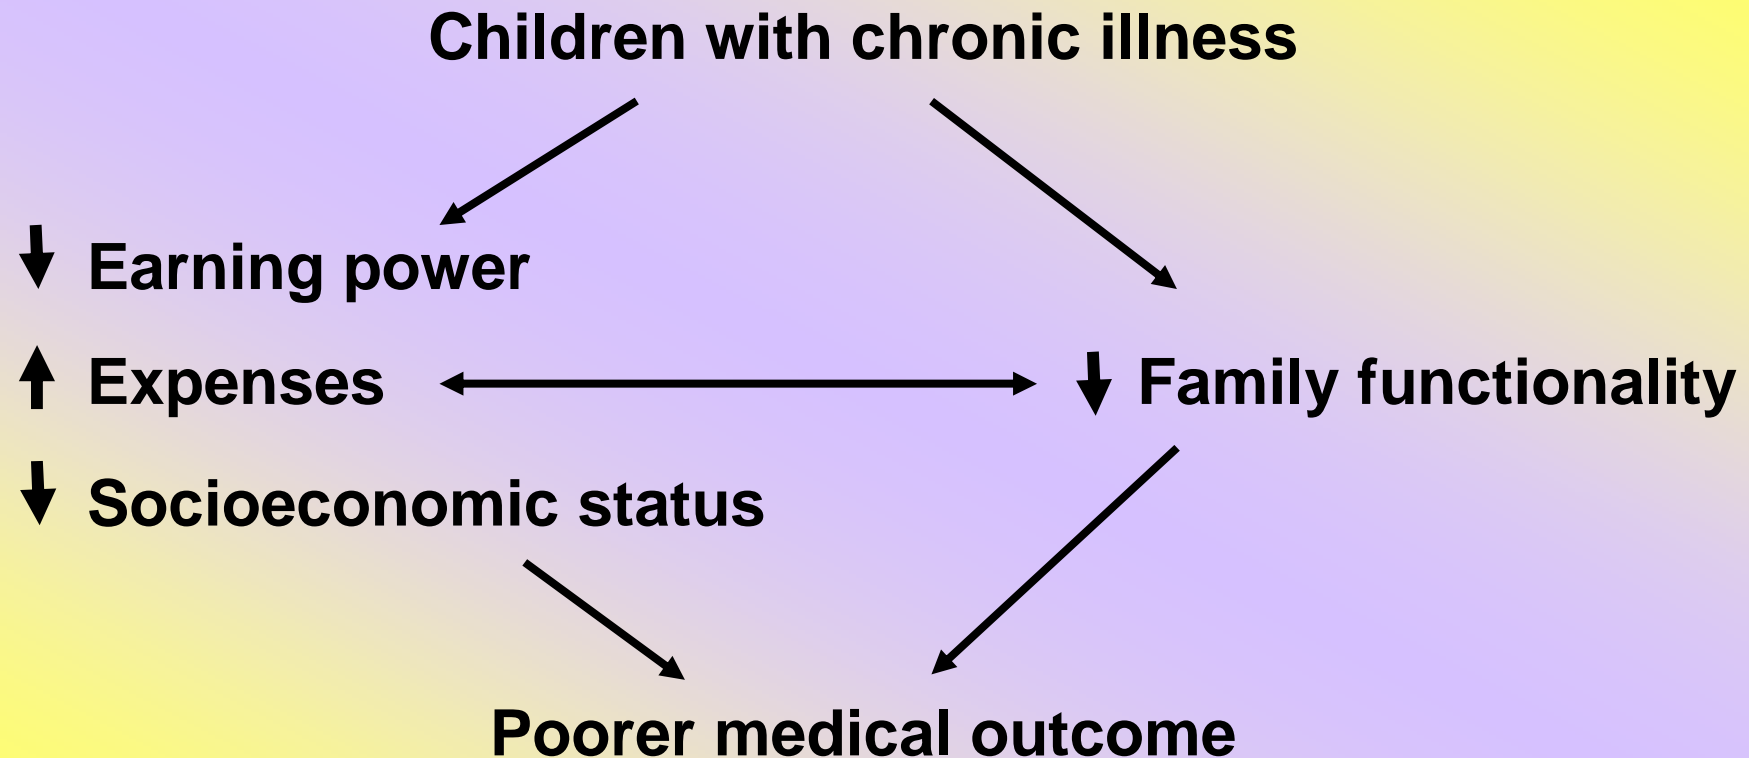 Children with chronic illness
Earning power
Expenses
Family functionality
Socioeconomic status
Poorer medical outcome